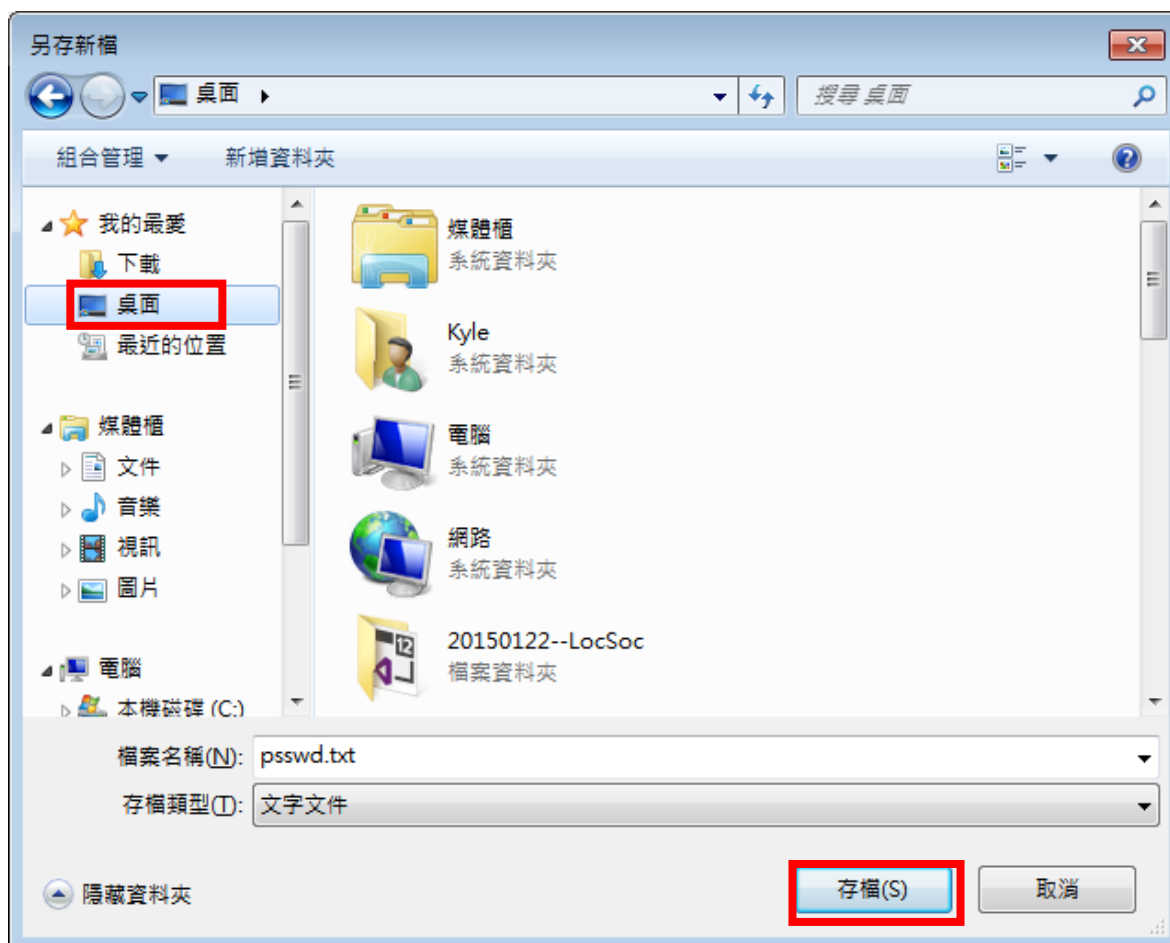 另存新檔
桌面
搜尋 桌面
組合管理
新增資料夾
我的最愛
下載
桌面
最近的位置
媒體櫃
文件
音樂
視訊
圖片
電腦
本機磁碟 (C:)
媒體櫃
系統資料夾
Kyle
系統資料夾
電腦
系統資料夾
網路
系統資料夾
20150122--LocSoc
檔案資料夾
檔案名稱(N): psswd.txt
存檔類型(T): 文字文件
隱藏資料夾
存檔(S)
取消